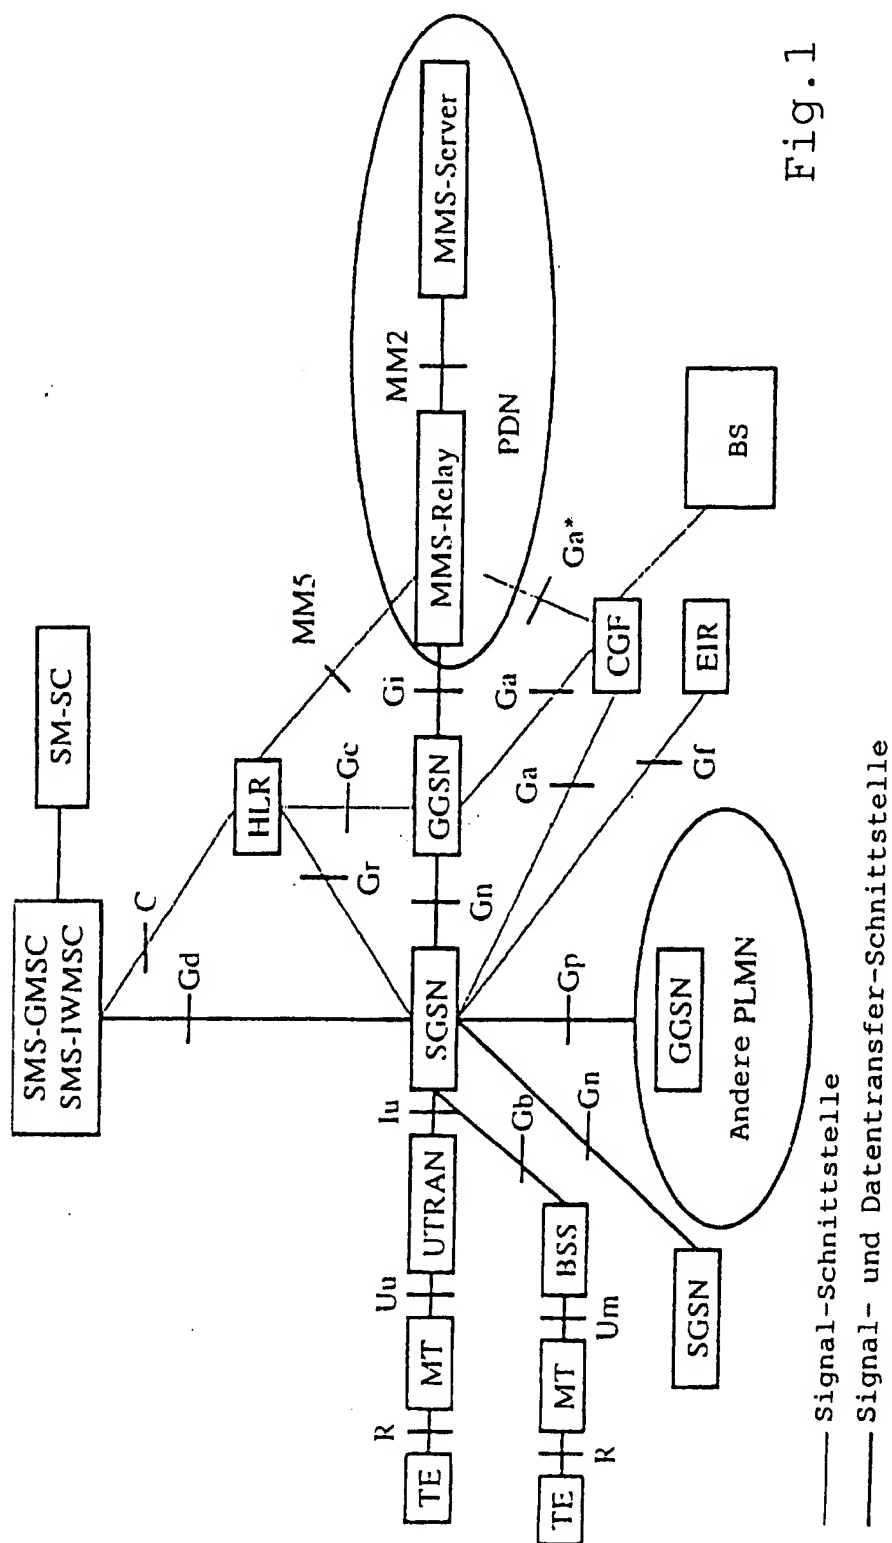 SMS-GMSC
SMS-IWMSC
SM-SC
C
Gd
HLR
MM5
Gr
Gc
TE
R
MT
Uu
UTRAN
Iu
SGSN
Gn
GGSN
Gi
MMS-Relay
MM2
MMS-Server
PDN
TE
R
MT
Um
BSS
Gb
Gn
Gp
Ga
Ga
Ga*
Gf
CGF
EIR
BS
SGSN
GGSN
Andere PLMN
Signal-Schnittstelle
Signal- und Datentransfer-Schnittstelle
Fig.1